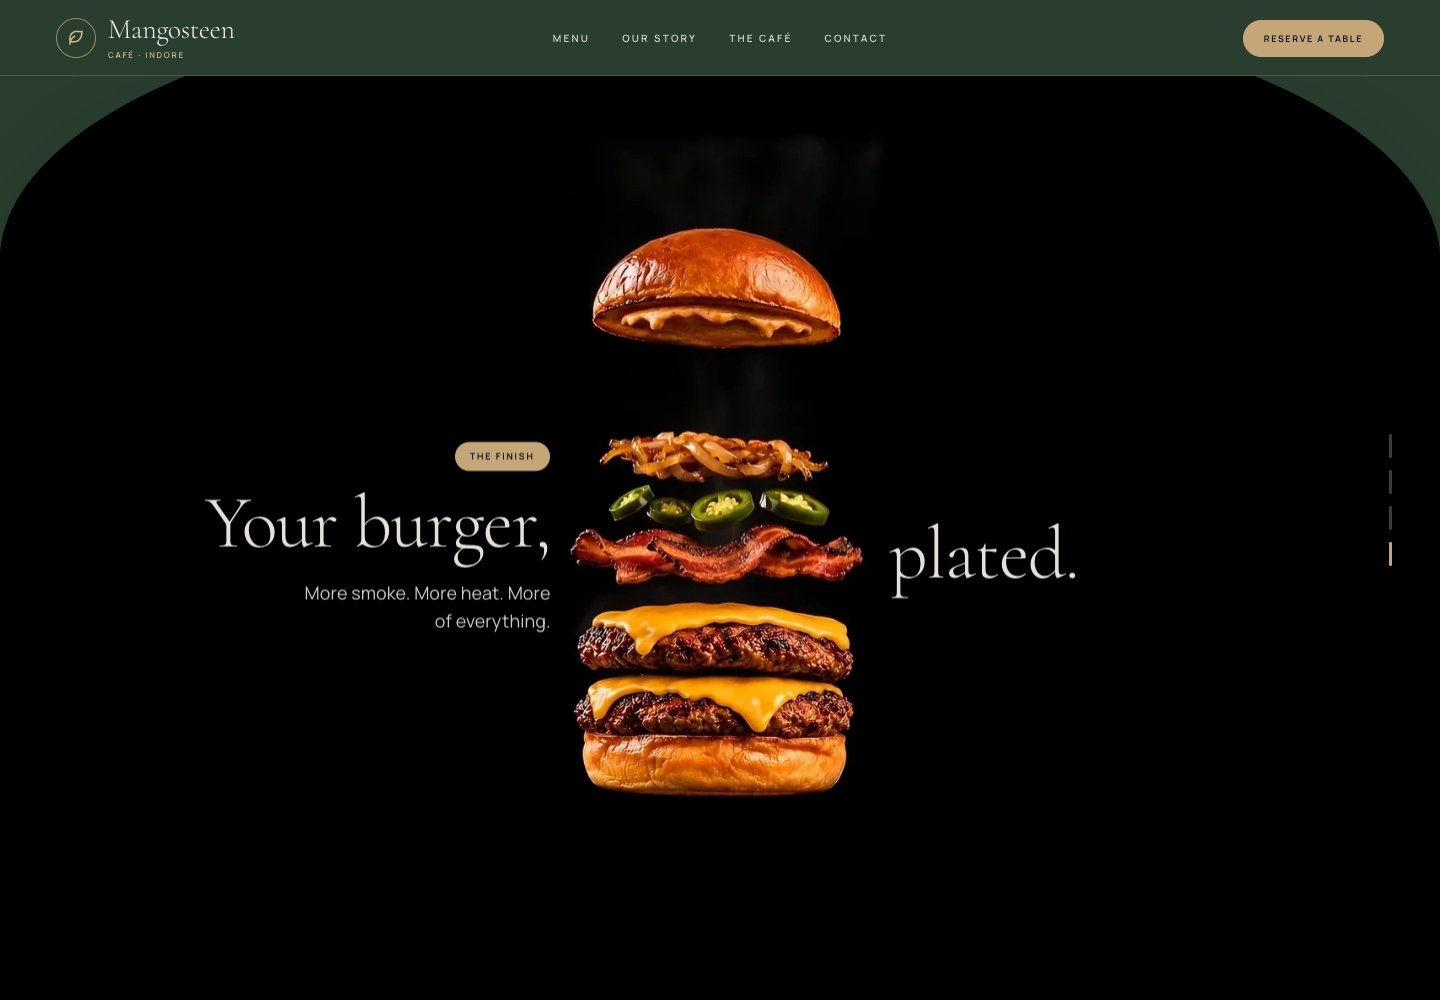 Mangosteen
CAFÉ · INDORE
MENU
OUR STORY
THE CAFÉ
CONTACT
RESERVE A TABLE
THE FINISH
Your burger,
More smoke. More heat. More
of everything.
plated.